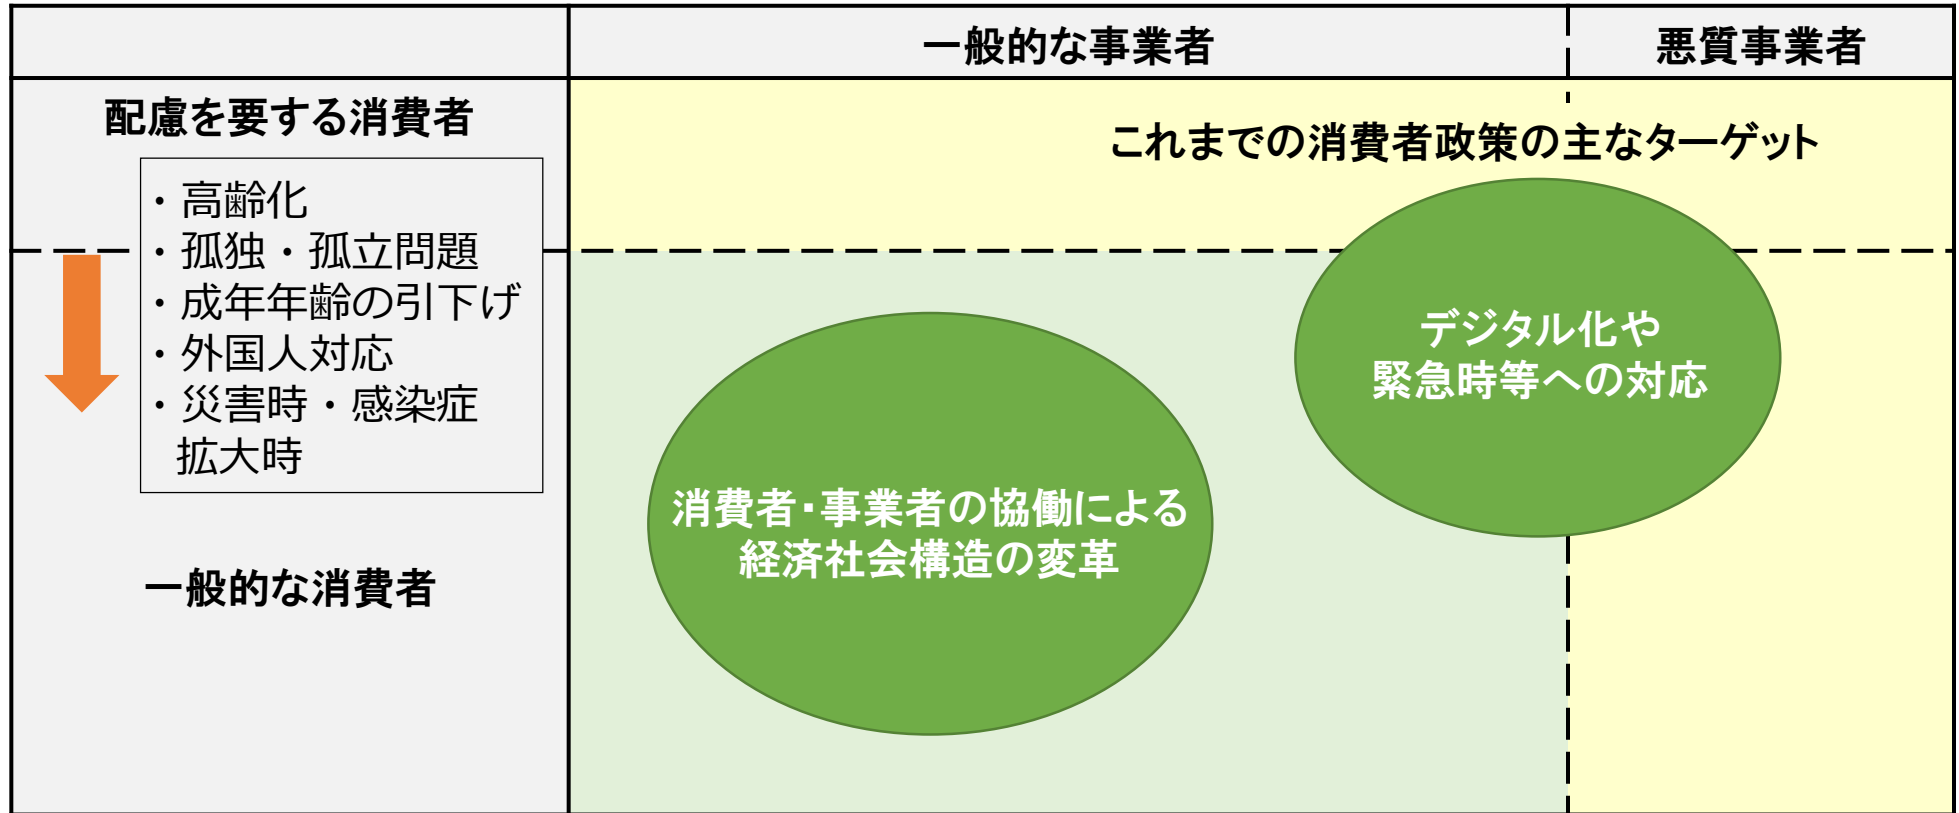 一般的な事業者
悪質事業者
配慮を要する消費者
これまでの消費者政策の主なターゲット
・高齢化
・孤独・孤立問題
・成年年齢の引下げ
・外国人対応
・災害時・感染症
拡大時
デジタル化や
緊急時等への対応
消費者・事業者の協働による
経済社会構造の変革
一般的な消費者